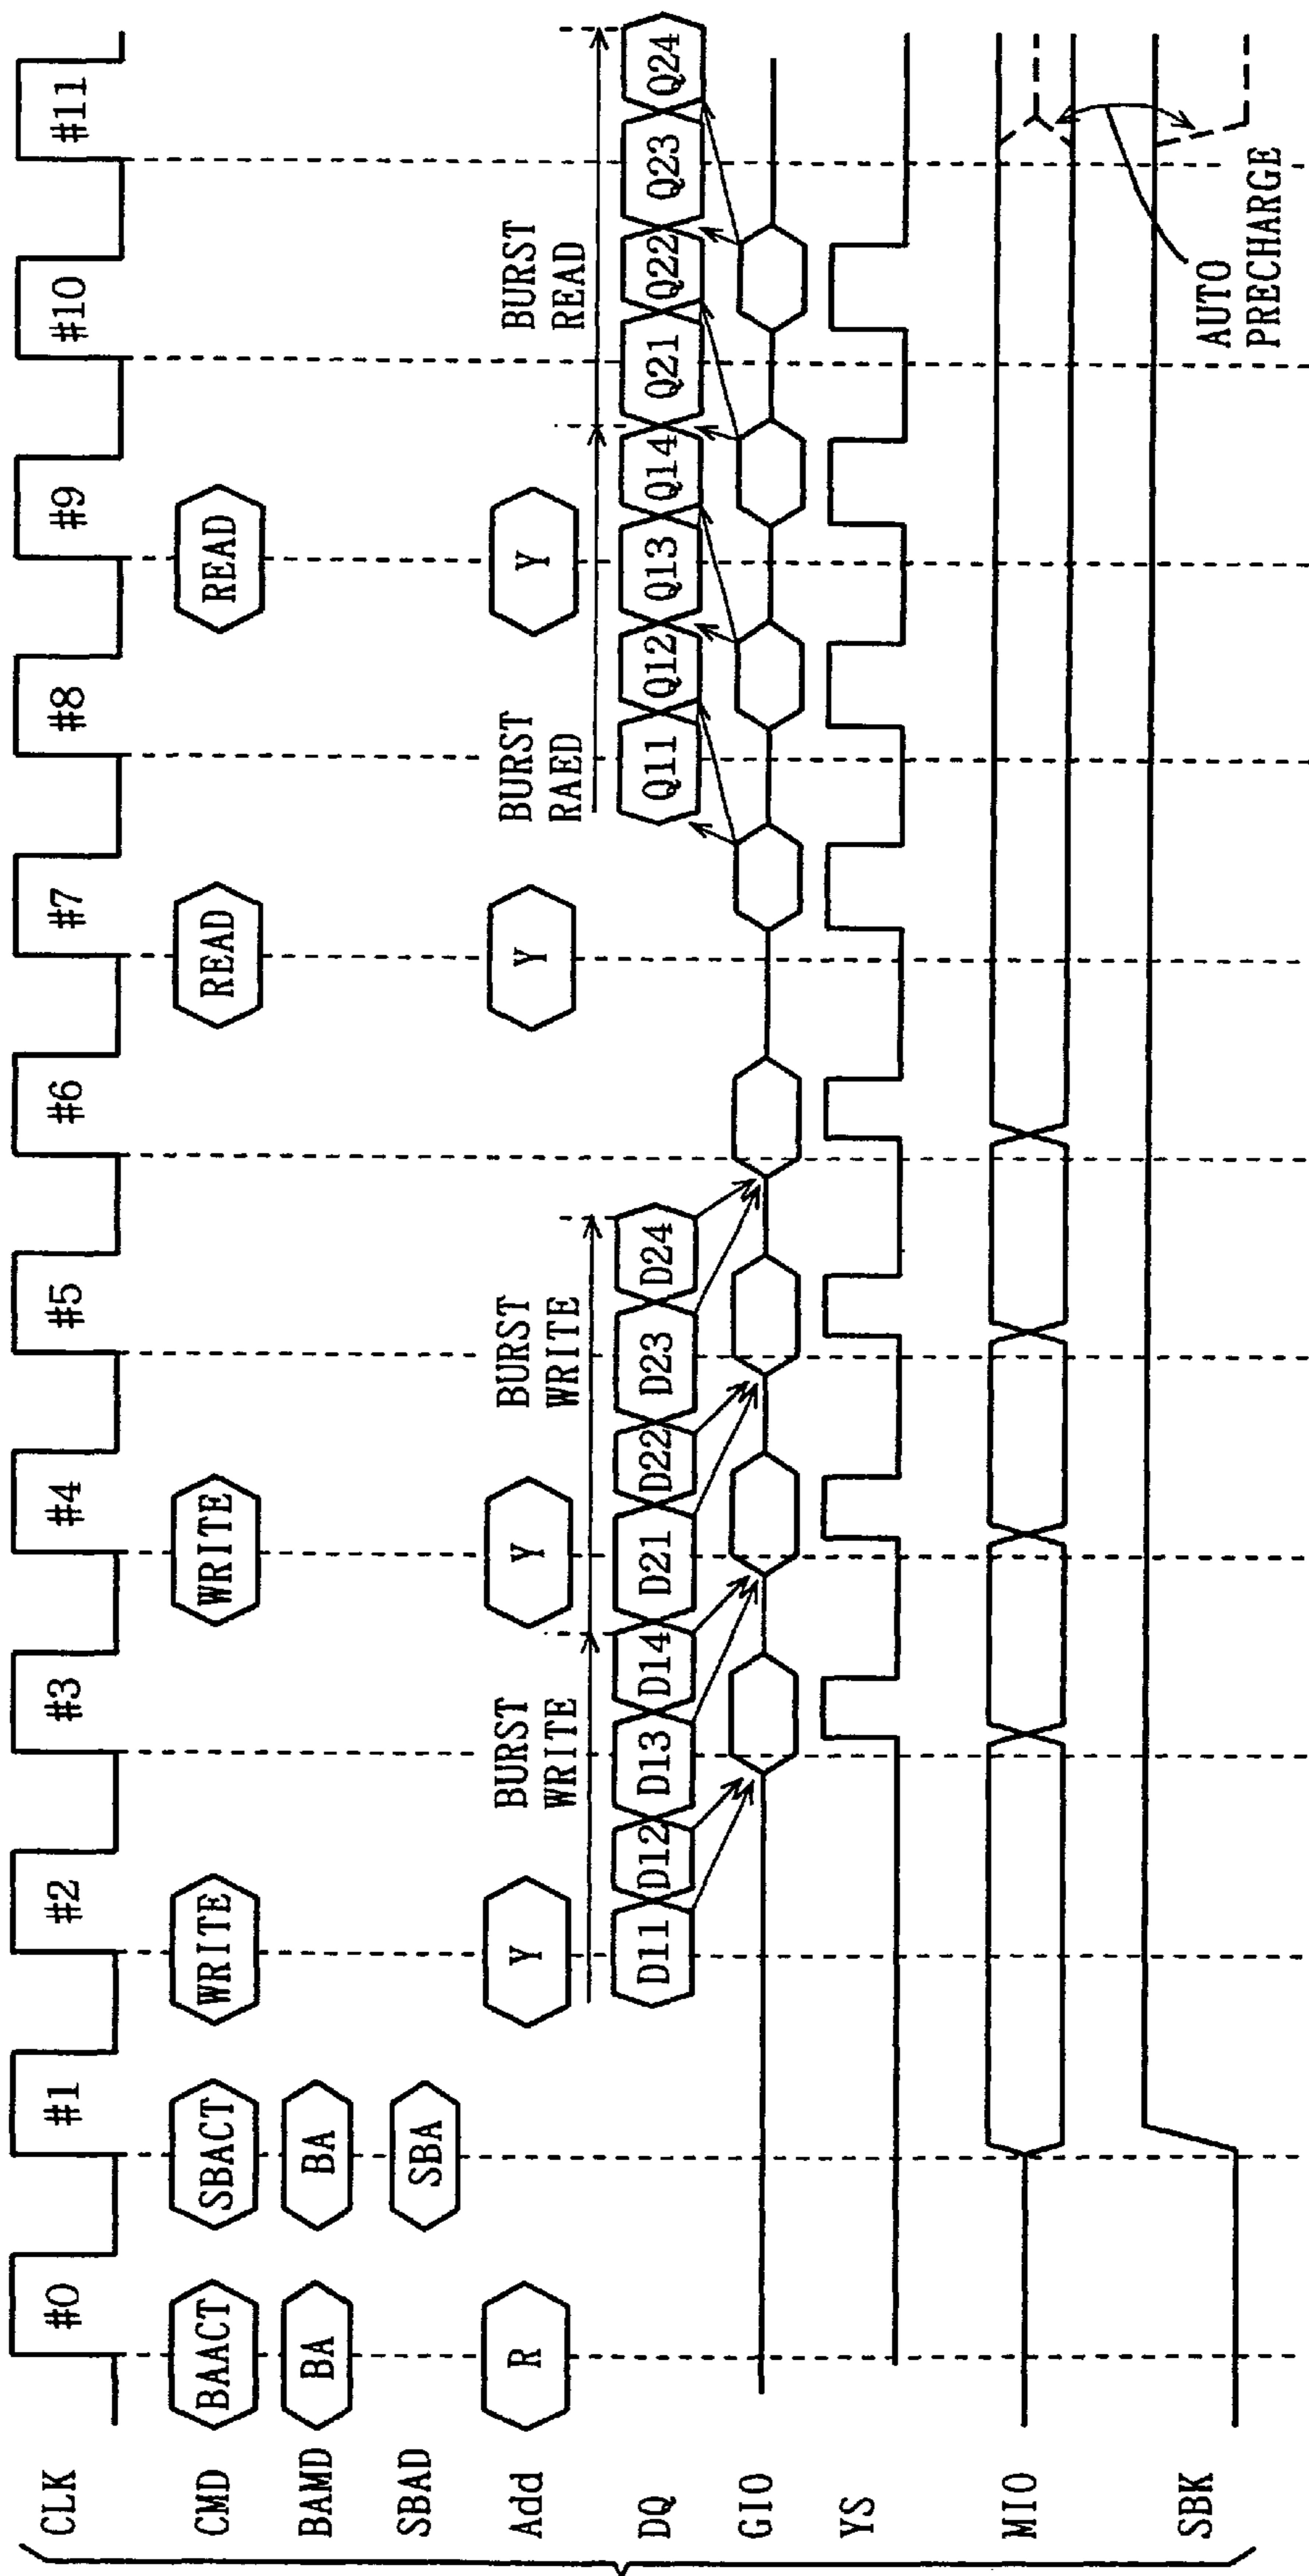 CLK #0 #1 #2 #3 #4 #5 #6 #7 #8 #9 #10 #11
CMD BAACT SBACT WRITE WRITE READ READ
BAMD BA BA
SBAD SBA
Add R Y Y Y Y
BURST WRITE
BURST WRITE
BURST RAED
BURST READ
DQ D11 D12 D13 D14 D21 D22 D23 D24 Q11 Q12 Q13 Q14 Q21 Q22 Q23 Q24
GIO
YS
MIO
SBK
AUTO
PRECHARGE